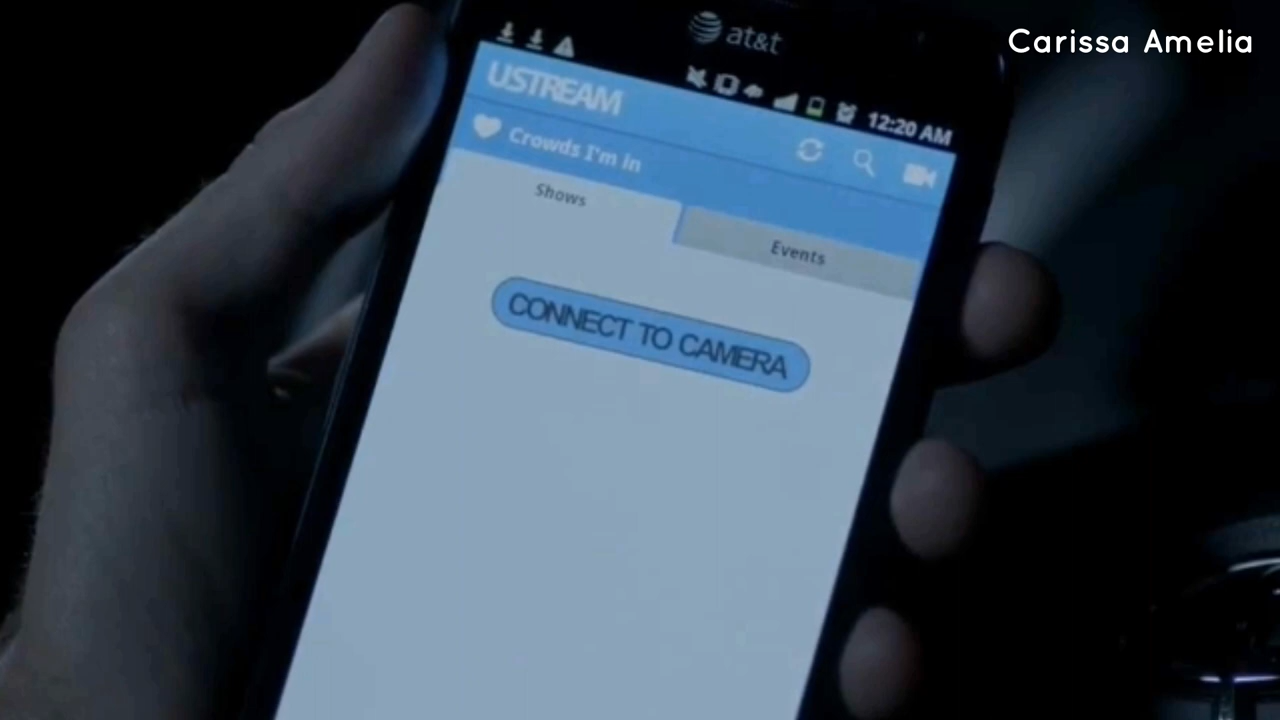 Carissa Amelia
at&t
12:20 AM
USTREAM
Crowds I'm In
Shows
Events
CONNECT TO CAMERA